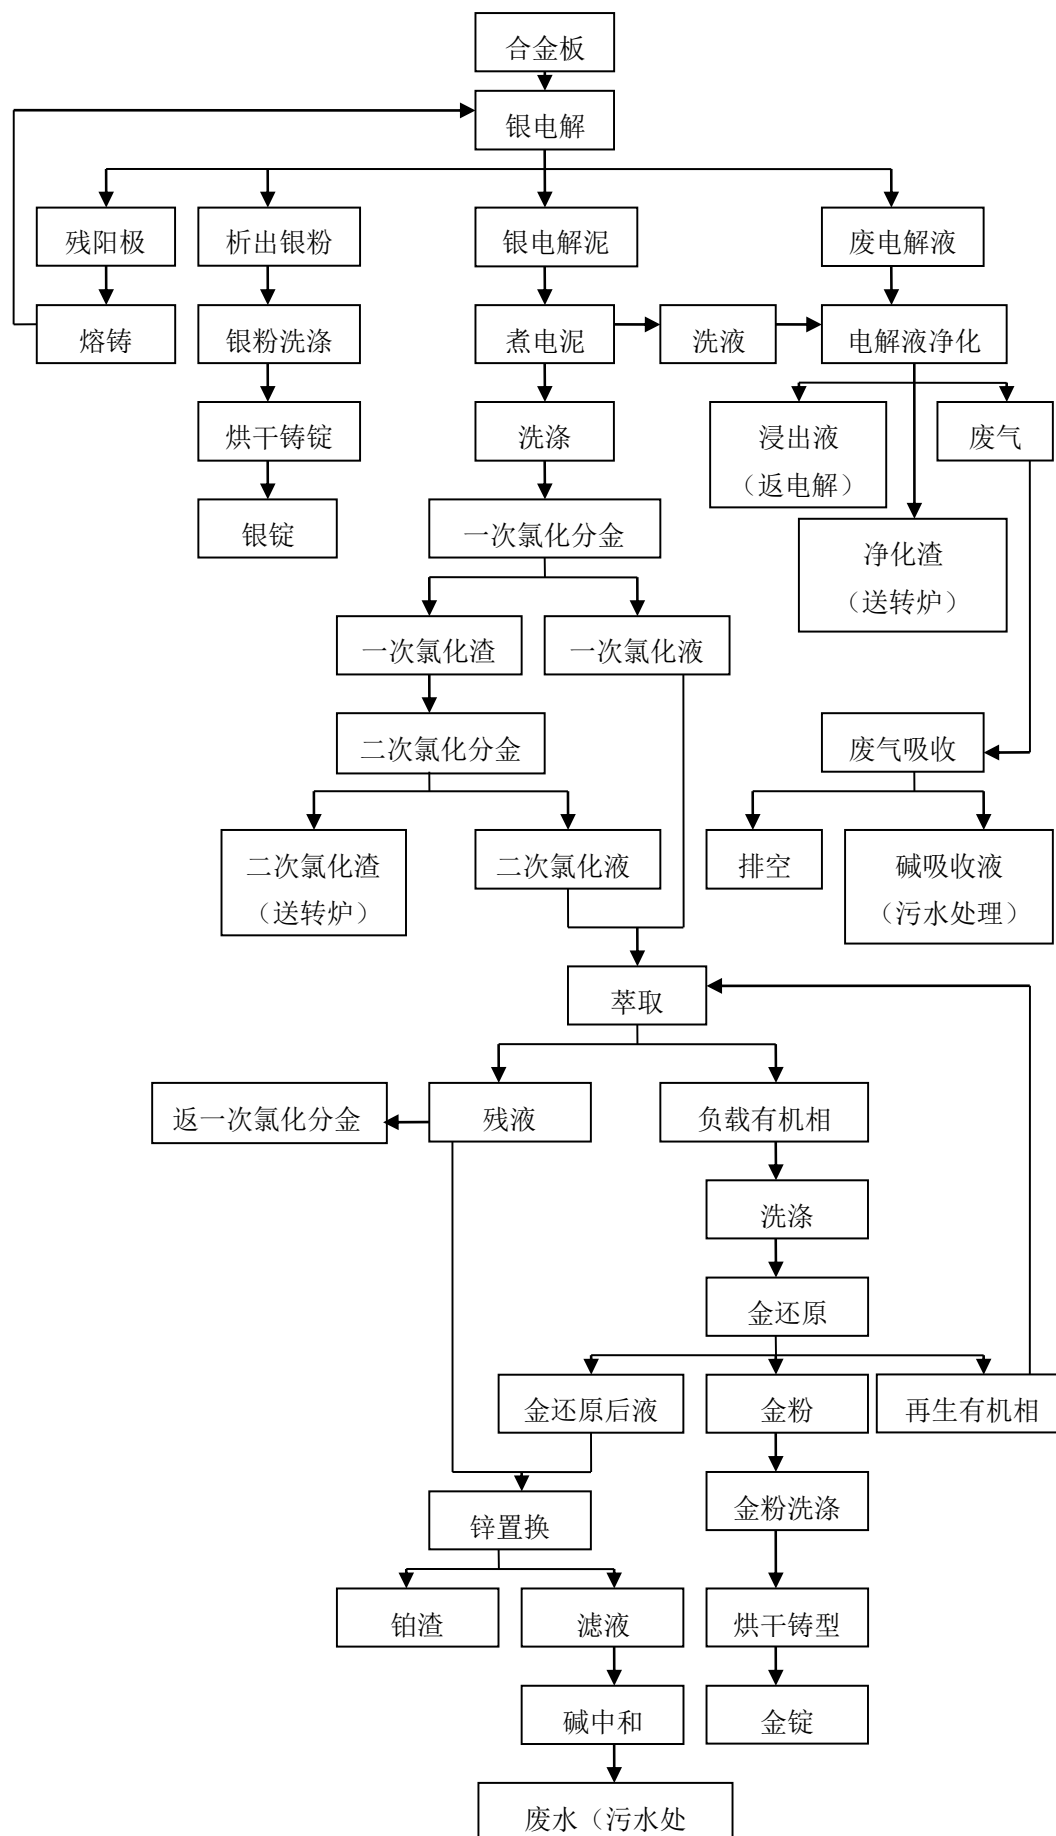 合金板
银电解
残阳极
析出银粉
银电解泥
废电解液
熔铸
银粉洗涤
煮电泥
洗液
电解液净化
烘干铸锭
洗涤
浸出液
（返电解）
废气
银锭
一次氯化分金
净化渣
（送转炉）
一次氯化渣
一次氯化液
二次氯化分金
废气吸收
二次氯化渣
（送转炉）
二次氯化液
排空
碱吸收液
（污水处理）
萃取
返一次氯化分金
残液
负载有机相
洗涤
金还原
金还原后液
金粉
再生有机相
锌置换
金粉洗涤
铂渣
滤液
烘干铸型
碱中和
金锭
废水（污水处